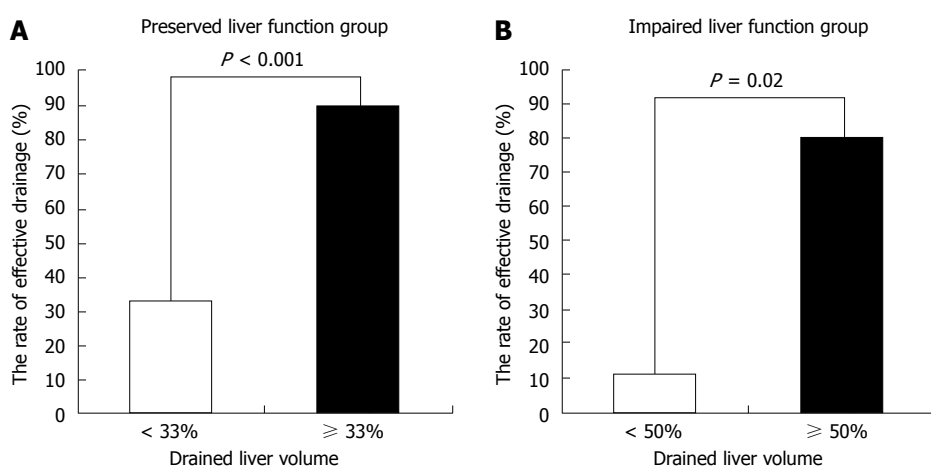 A
Preserved liver function group
P < 0.001
The rate of effective drainage (%)
100
90
80
70
60
50
40
30
20
10
0
< 33%
⩾ 33%
Drained liver volume
B
Impaired liver function group
P = 0.02
The rate of effective drainage (%)
100
90
80
70
60
50
40
30
20
10
0
< 50%
⩾ 50%
Drained liver volume